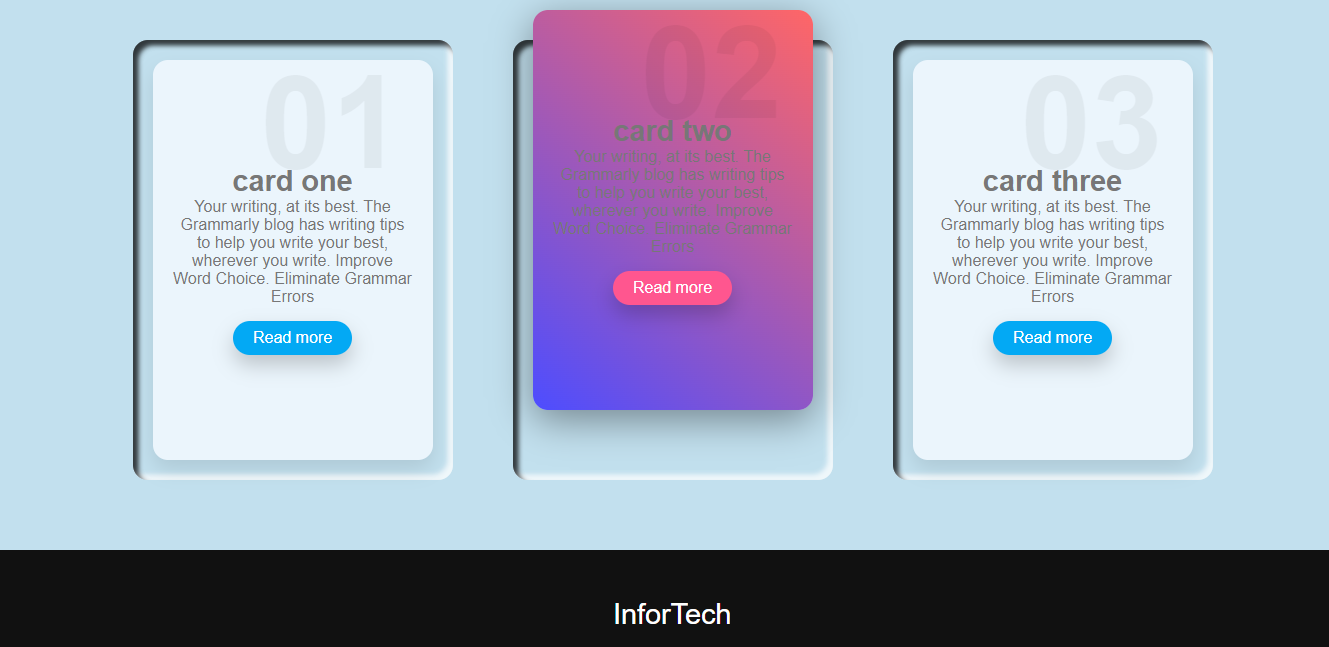 01
card one
Your writing, at its best. The
Grammarly blog has writing tips
to help you write your best,
wherever you write. Improve
Word Choice. Eliminate Grammar
Errors
Read more
02
card two
Your writing, at its best. The
Grammarly blog has writing tips
to help you write your best,
wherever you write. Improve
Word Choice. Eliminate Grammar
Errors
Read more
03
card three
Your writing, at its best. The
Grammarly blog has writing tips
to help you write your best,
wherever you write. Improve
Word Choice. Eliminate Grammar
Errors
Read more
InforTech